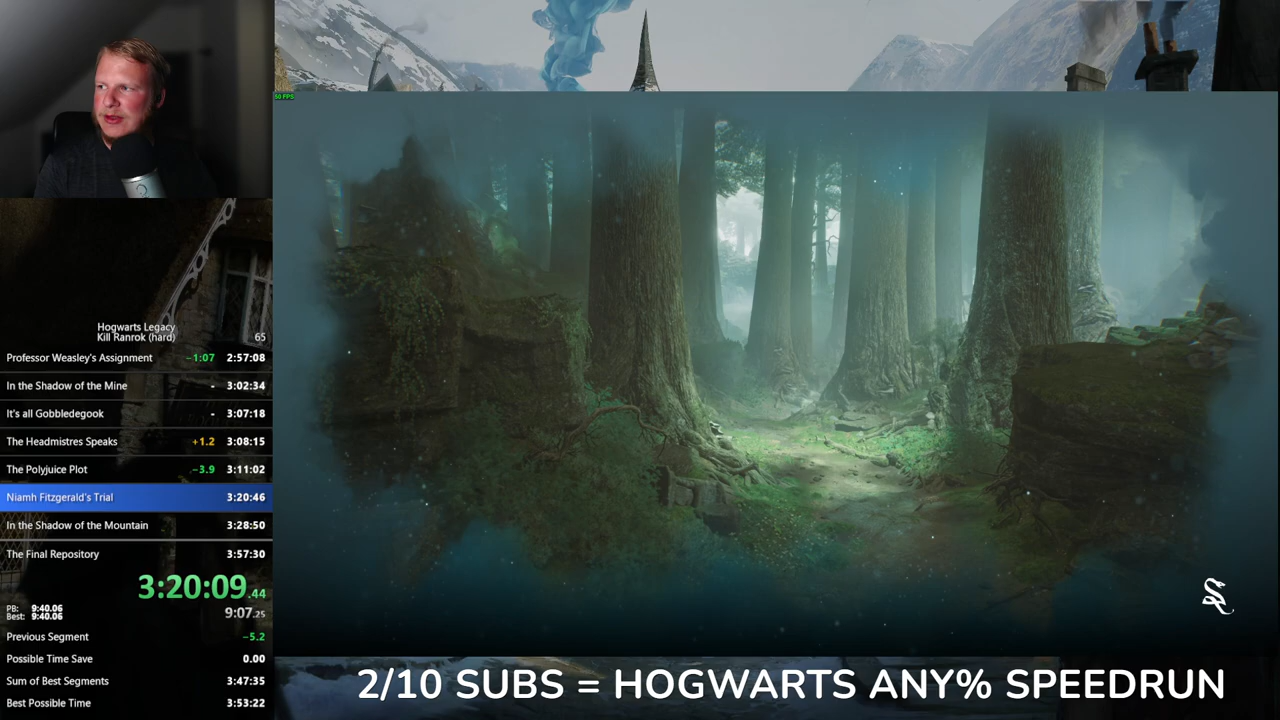 50 FPS
Hogwarts Legacy
Kill Ranrok (hard) 65
Professor Weasley's Assignment −1:07 2:57:08
In the Shadow of the Mine - 3:02:34
It's all Gobbledegook - 3:07:18
The Headmistres Speaks +1.2 3:08:15
The Polyjuice Plot −3.9 3:11:02
Niamh Fitzgerald's Trial 3:20:46
In the Shadow of the Mountain 3:28:50
The Final Repository 3:57:30
3:20:09.44
PB: 9:40.06 9:07.25
Best: 9:40.06
Previous Segment −5.2
Possible Time Save 0.00
Sum of Best Segments 3:47:35
Best Possible Time 3:53:22
2/10 SUBS = HOGWARTS ANY% SPEEDRUN